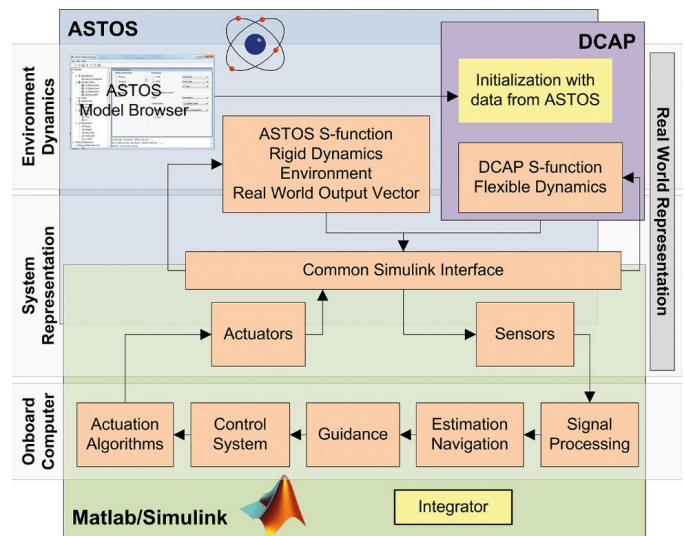 ASTOS
DCAP
Environment
Dynamics
ASTOS
Model Browser
Initialization with
data from ASTOS
ASTOS S-function
Rigid Dynamics
Environment
Real World Output Vector
DCAP S-function
Flexible Dynamics
Real World Representation
System
Representation
Common Simulink Interface
Actuators
Sensors
Onboard
Computer
Actuation
Algorithms
Control
System
Guidance
Estimation
Navigation
Signal
Processing
Matlab/Simulink
Integrator